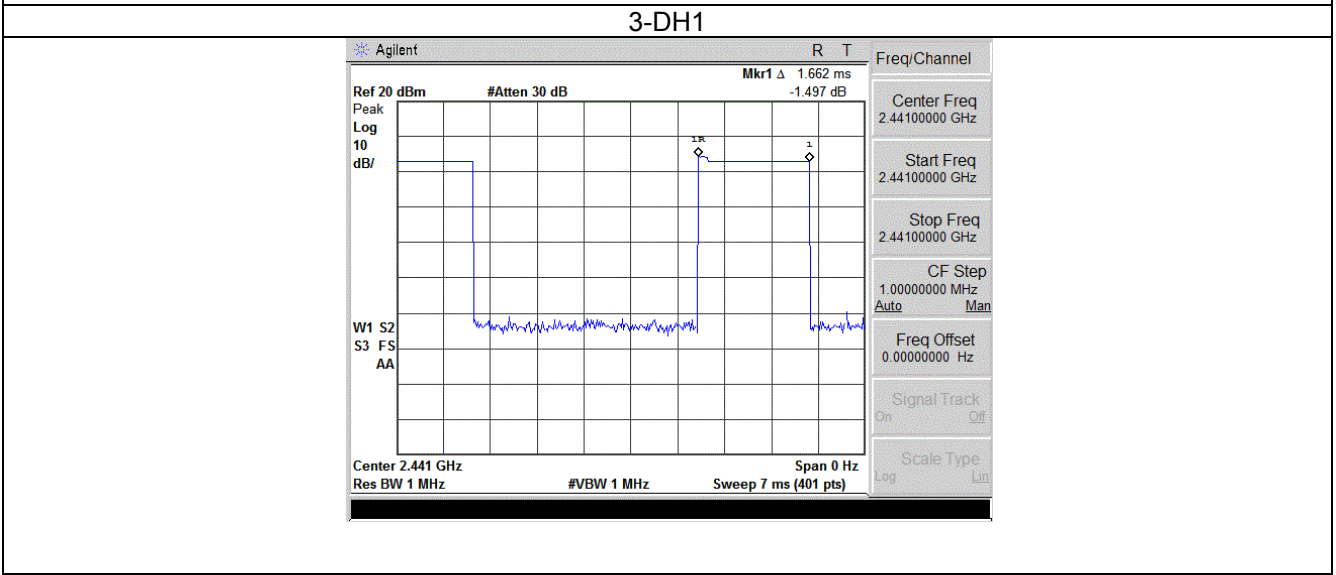 3-DH1
Agilent R T
Mkr1 Δ 1.662 ms
Ref 20 dBm #Atten 30 dB -1.497 dB
Peak
Log
10
dB/
1R
1
W1 S2
S3 FS
AA
Center 2.441 GHz Span 0 Hz
Res BW 1 MHz #VBW 1 MHz Sweep 7 ms (401 pts)
Freq/Channel
Center Freq
2.44100000 GHz
Start Freq
2.44100000 GHz
Stop Freq
2.44100000 GHz
CF Step
1.00000000 MHz
Auto Man
Freq Offset
0.00000000 Hz
Signal Track
On Off
Scale Type
Log Lin